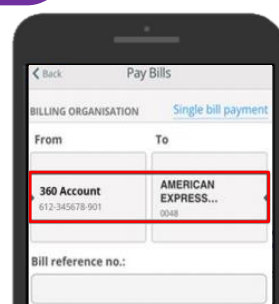 Back Pay Bills
BILLING ORGANISATION Single bill payment
From To
360 Account AMERICAN
EXPRESS...
612-345678-901 0048
Bill reference no.: